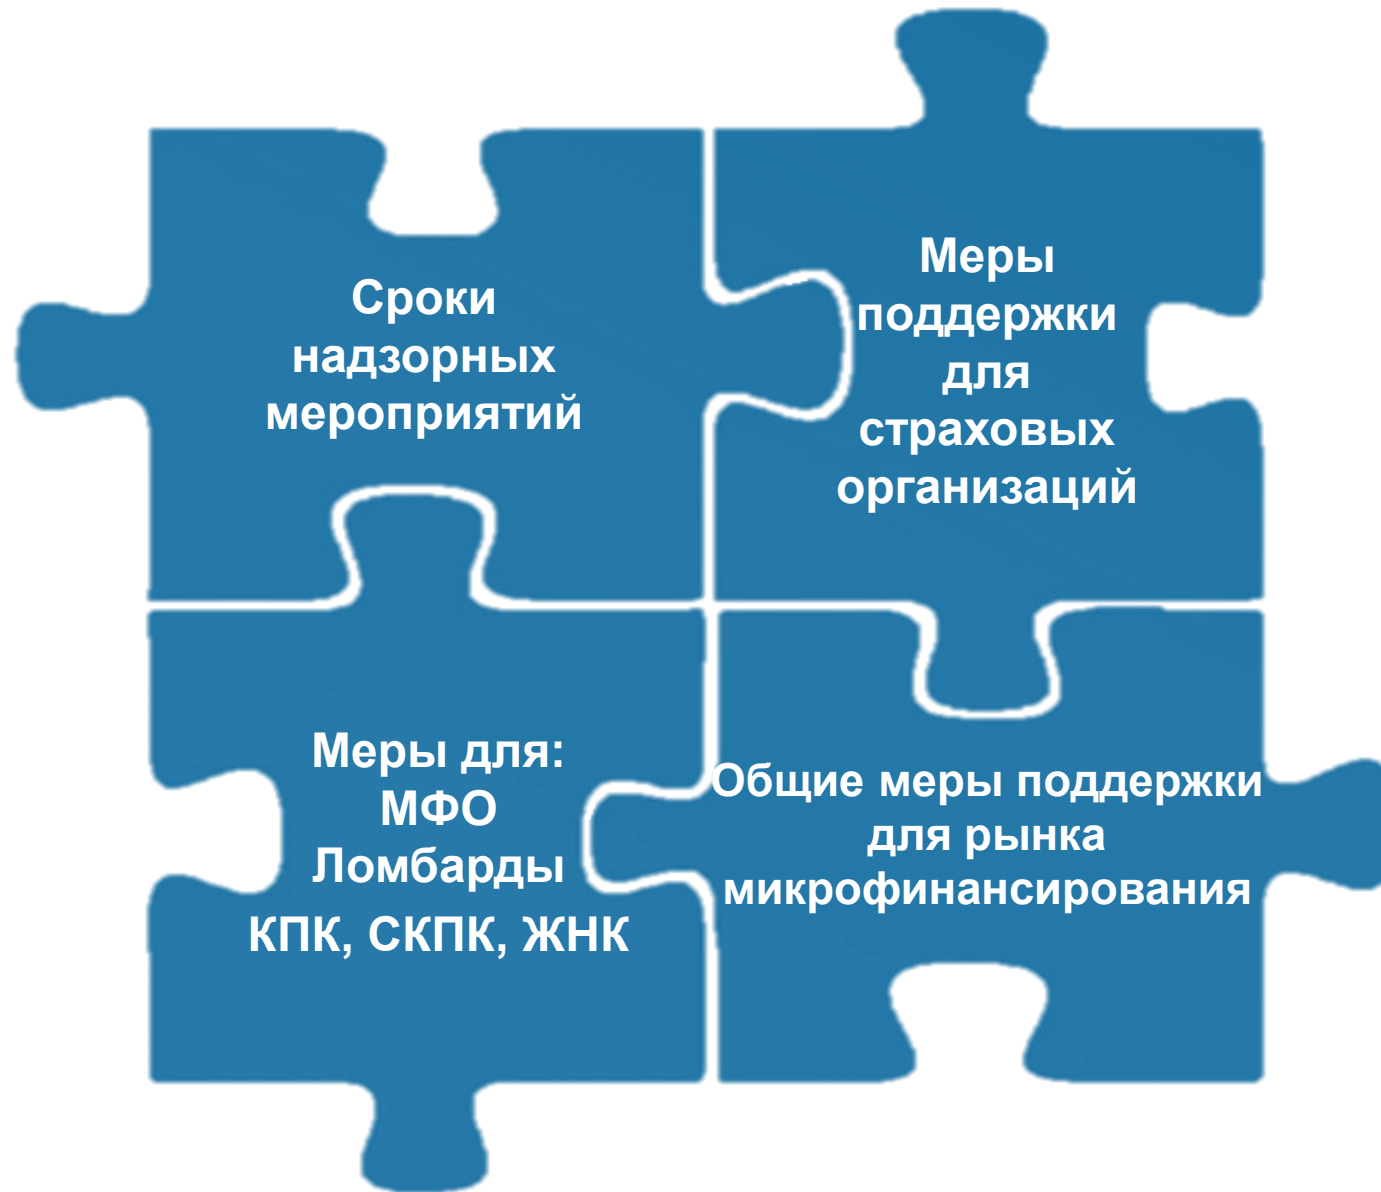 Сроки
надзорных
мероприятий
Меры
поддержки
для
страховых
организаций
Меры для:
МФО
Ломбарды
КПК, СКПК, ЖНК
Общие меры поддержки
для рынка
микрофинансирования